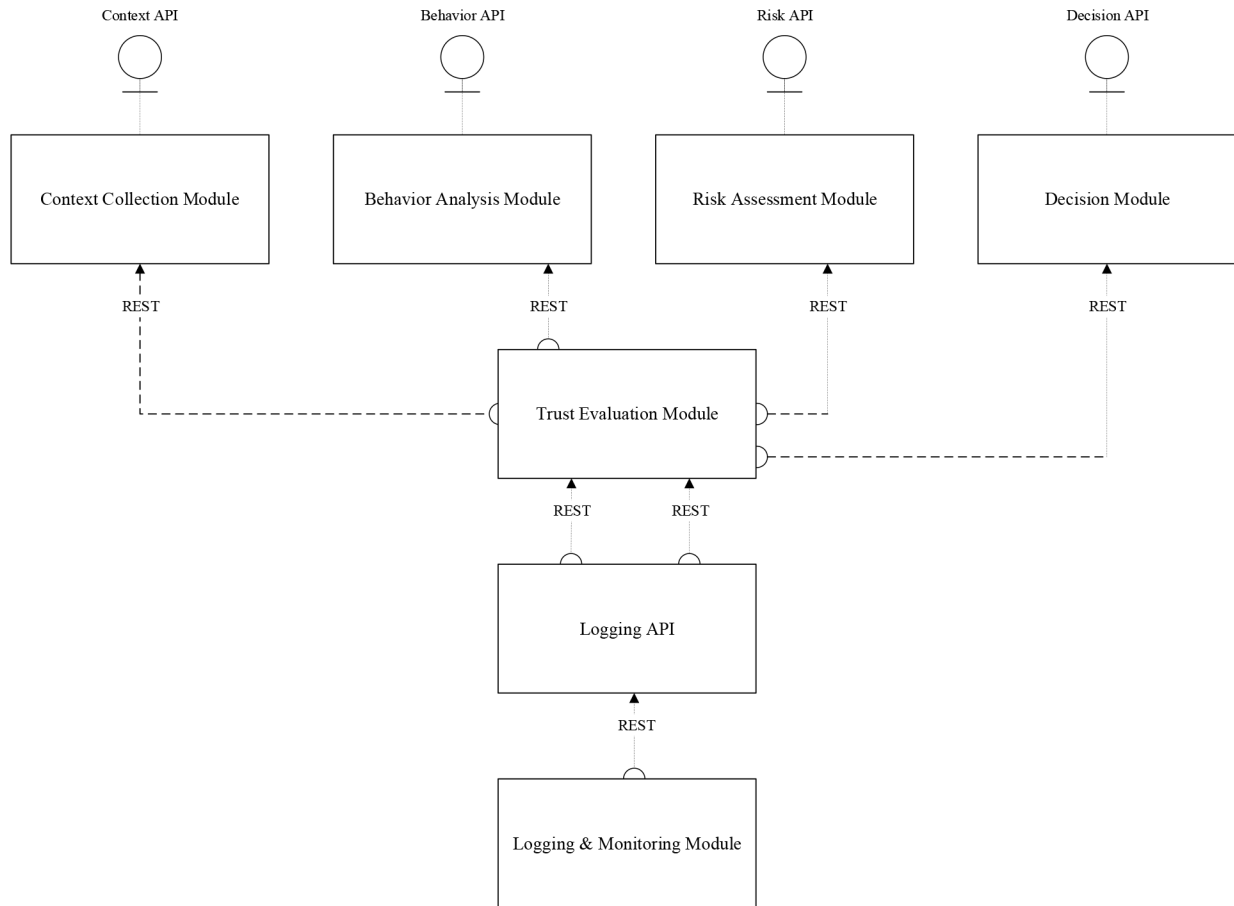 Context API
Behavior API
Risk API
Decision API
Context Collection Module
Behavior Analysis Module
Risk Assessment Module
Decision Module
REST
REST
REST
REST
Trust Evaluation Module
REST
REST
Logging API
REST
Logging & Monitoring Module